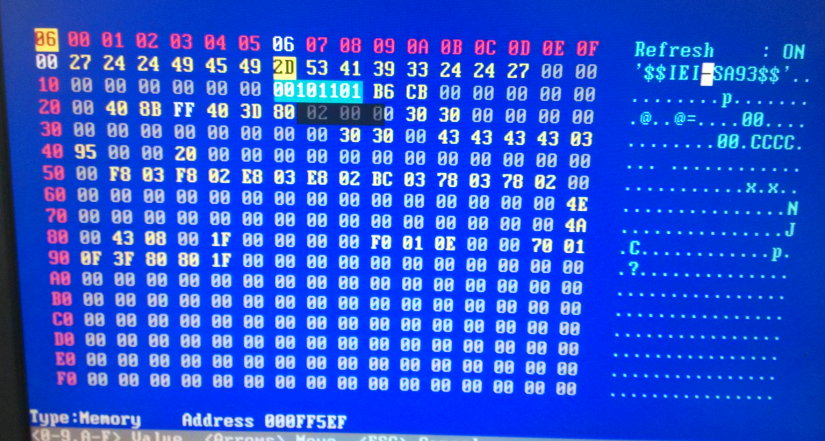 06 00 01 02 03 04 05 06 07 08 09 0A 0B 0C 0D 0E 0F Refresh : ON
00 27 24 24 49 45 49 2D 53 41 39 33 24 24 27 00 00 '$$IEI-SA93$$'..
10 00 00 00 00 00 00 00101101 B6 CB 00 00 00 00 00 ........p.......
20 00 40 8B FF 40 3D 80 02 00 00 30 30 00 00 00 00 .@..@=....00....
30 00 00 00 00 00 00 00 00 30 30 00 43 43 43 43 03 ........00.CCCC.
40 95 00 00 20 00 00 00 00 00 00 00 00 00 00 00 00 ... ............
50 00 F8 03 F8 02 E8 03 E8 02 BC 03 78 03 78 02 00 ...........x.x..
60 00 00 00 00 00 00 00 00 00 00 00 00 00 00 00 4E ...............N
70 00 00 00 00 00 00 00 00 00 00 00 00 00 00 00 4A ...............J
80 00 43 08 00 1F 00 00 00 00 F0 01 0E 00 00 70 01 .C............p.
90 0F 3F 80 80 1F 00 00 00 00 00 00 00 00 00 00 00 .?..............
A0 00 00 00 00 00 00 00 00 00 00 00 00 00 00 00 00 ................
B0 00 00 00 00 00 00 00 00 00 00 00 00 00 00 00 00 ................
C0 00 00 00 00 00 00 00 00 00 00 00 00 00 00 00 00 ................
D0 00 00 00 00 00 00 00 00 00 00 00 00 00 00 00 00 ................
E0 00 00 00 00 00 00 00 00 00 00 00 00 00 00 00 00 ................
F0 00 00 00 00 00 00 00 00 00 00 00 00 00 00 00 00 ................
Type:Memory Address 000FF5EF
<0-9,A-F> Value <Arrows> Move <ESC>